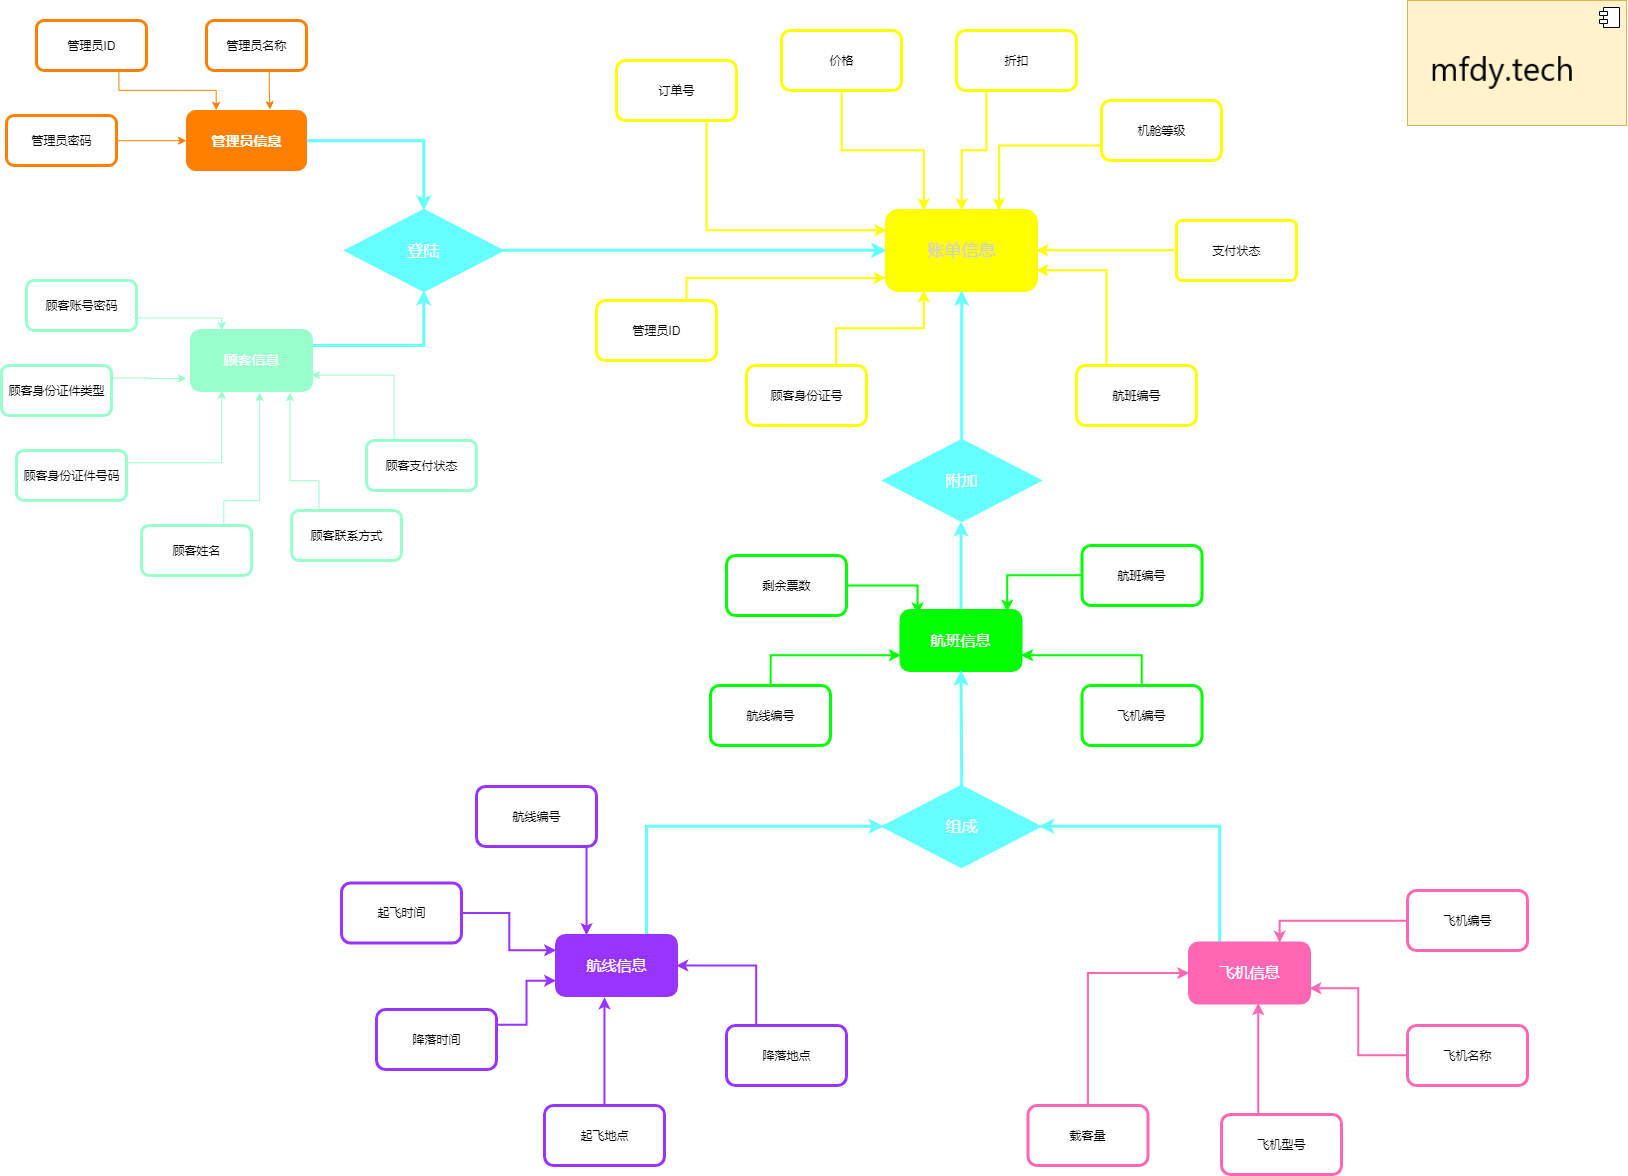 管理员ID
管理员名称
管理员密码
管理员信息
mfdy.tech
价格
折扣
订单号
机舱等级
登陆
账单信息
支付状态
管理员ID
顾客身份证号
航班编号
顾客账号密码
顾客信息
顾客身份证件类型
顾客身份证件号码
顾客姓名
顾客联系方式
顾客支付状态
附加
剩余票数
航班编号
航班信息
航线编号
飞机编号
组成
航线编号
起飞时间
航线信息
降落时间
降落地点
起飞地点
飞机编号
飞机信息
飞机名称
载客量
飞机型号